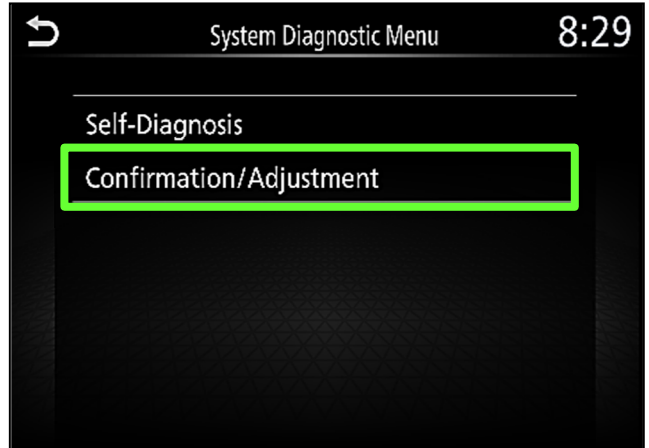 System Diagnostic Menu 8:29
Self-Diagnosis
Confirmation/Adjustment